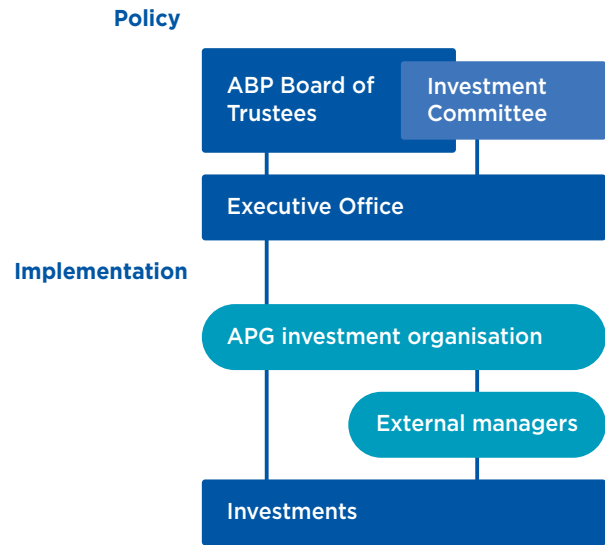 Policy
ABP Board of
Trustees
Investment
Committee
Executive Office
Implementation
APG investment organisation
External managers
Investments